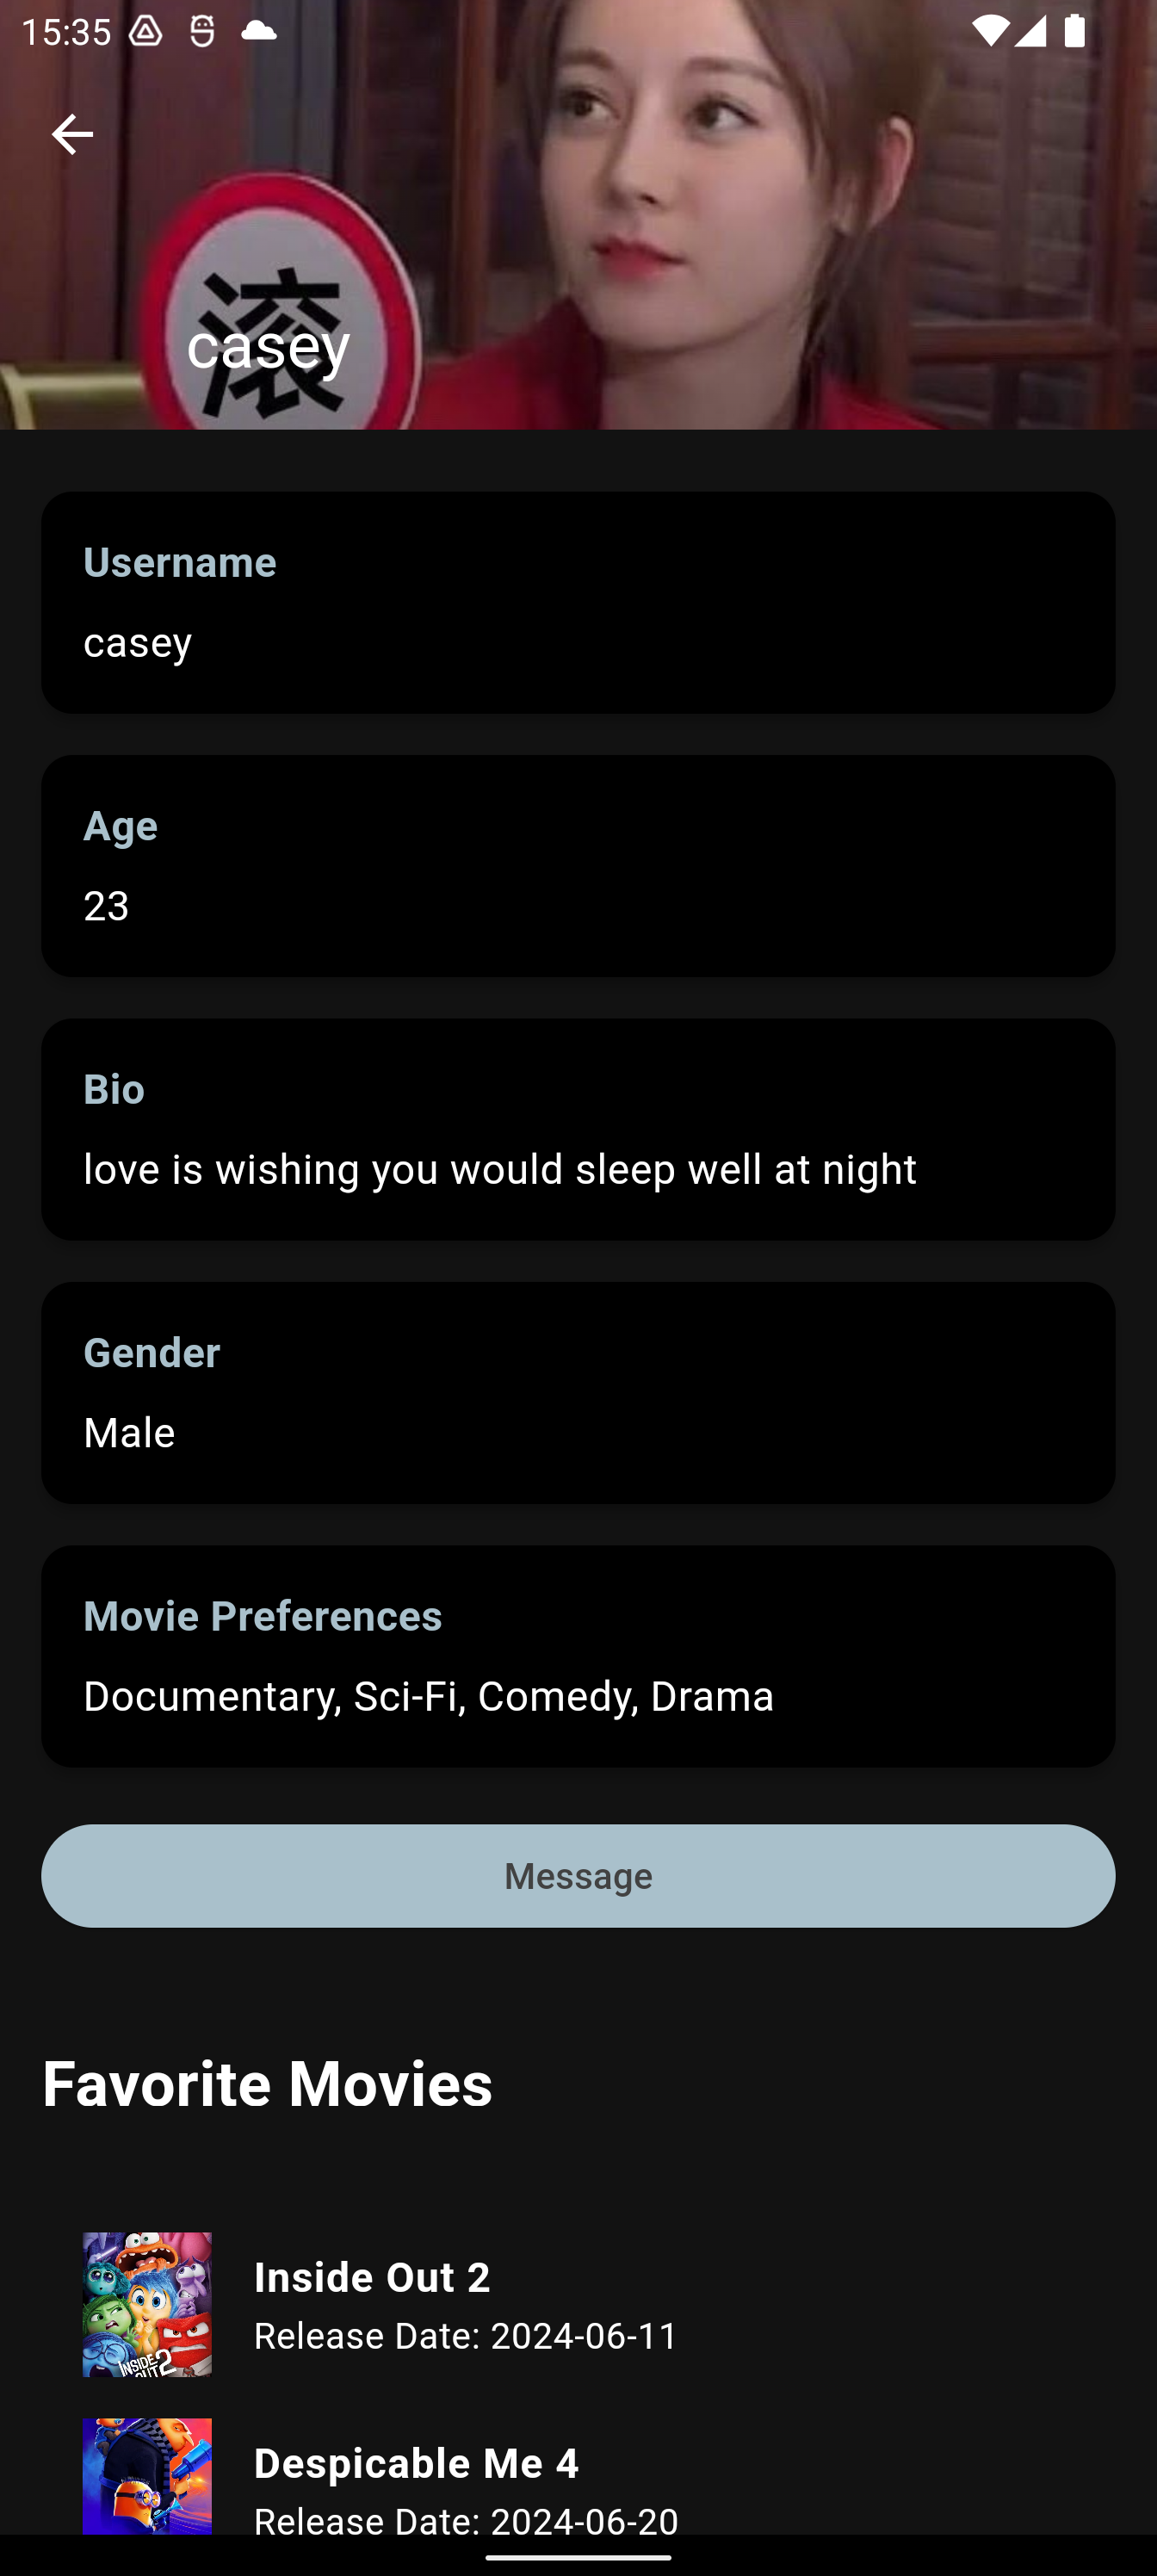 15:35
滚
casey
Username
casey
Age
23
Bio
love is wishing you would sleep well at night
Gender
Male
Movie Preferences
Documentary, Sci-Fi, Comedy, Drama
Message
Favorite Movies
Inside Out 2
Release Date: 2024-06-11
INSIDE OUT 2
Despicable Me 4
Release Date: 2024-06-20